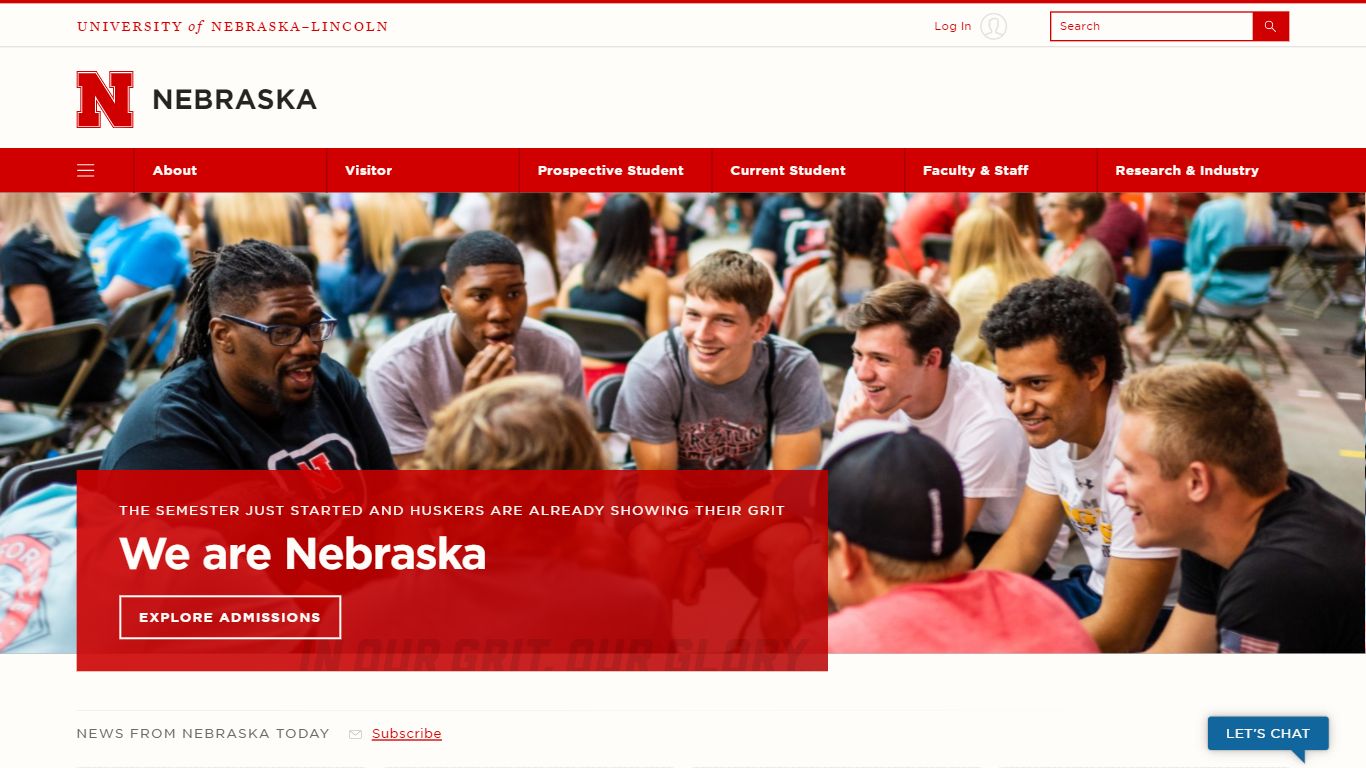 UNIVERSITY of NEBRASKA–LINCOLN
Log In
Search
N
NEBRASKA
About
Visitor
Prospective Student
Current Student
Faculty & Staff
Research & Industry
N
THE SEMESTER JUST STARTED AND HUSKERS ARE ALREADY SHOWING THEIR GRIT
We are Nebraska
EXPLORE ADMISSIONS
IN OUR GRIT, OUR GLORY
NEWS FROM NEBRASKA TODAY
Subscribe
LET'S CHAT